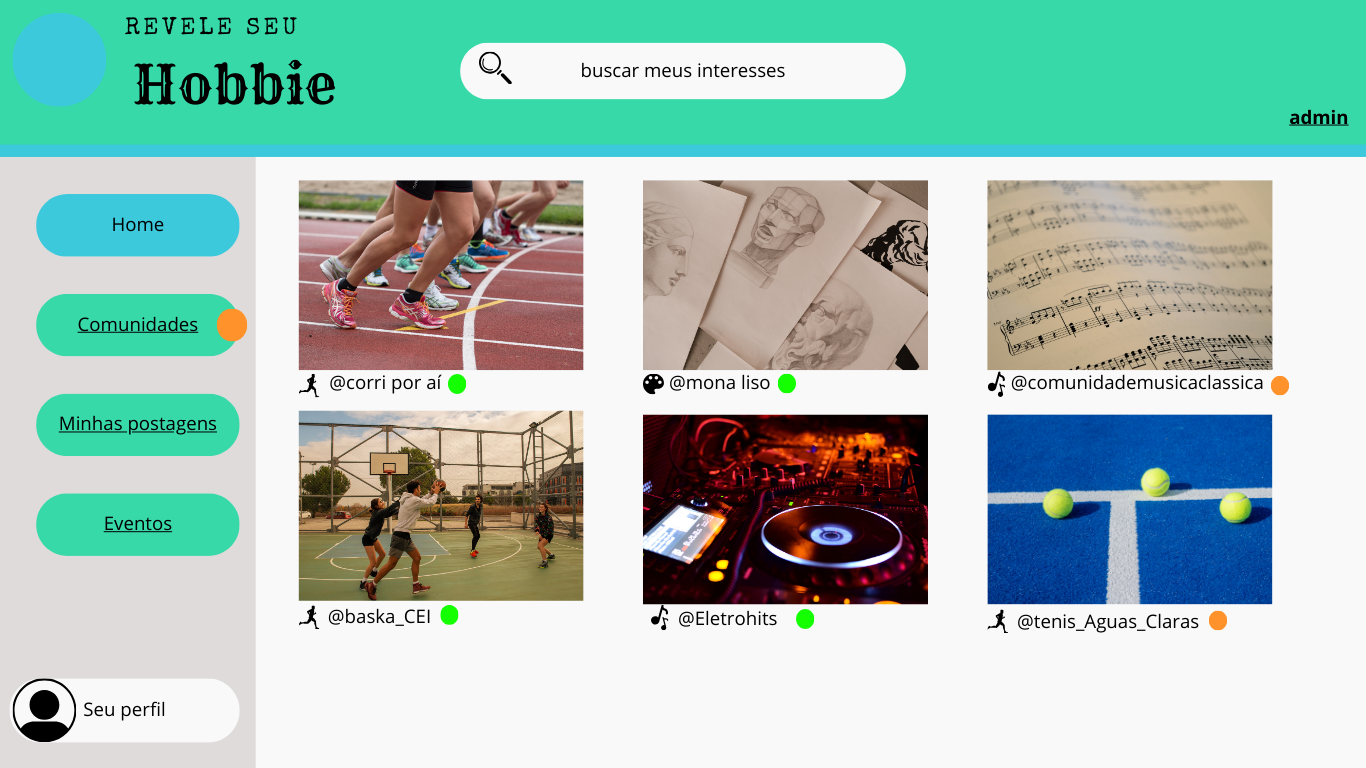 REVELE SEU
Hobbie
buscar meus interesses
admin
Home
Comunidades
Minhas postagens
Eventos
Seu perfil
@corri por aí
@mona liso
@comunidademusicaclassica
@baska_CEI
@Eletrohits
@tenis_Aguas_Claras